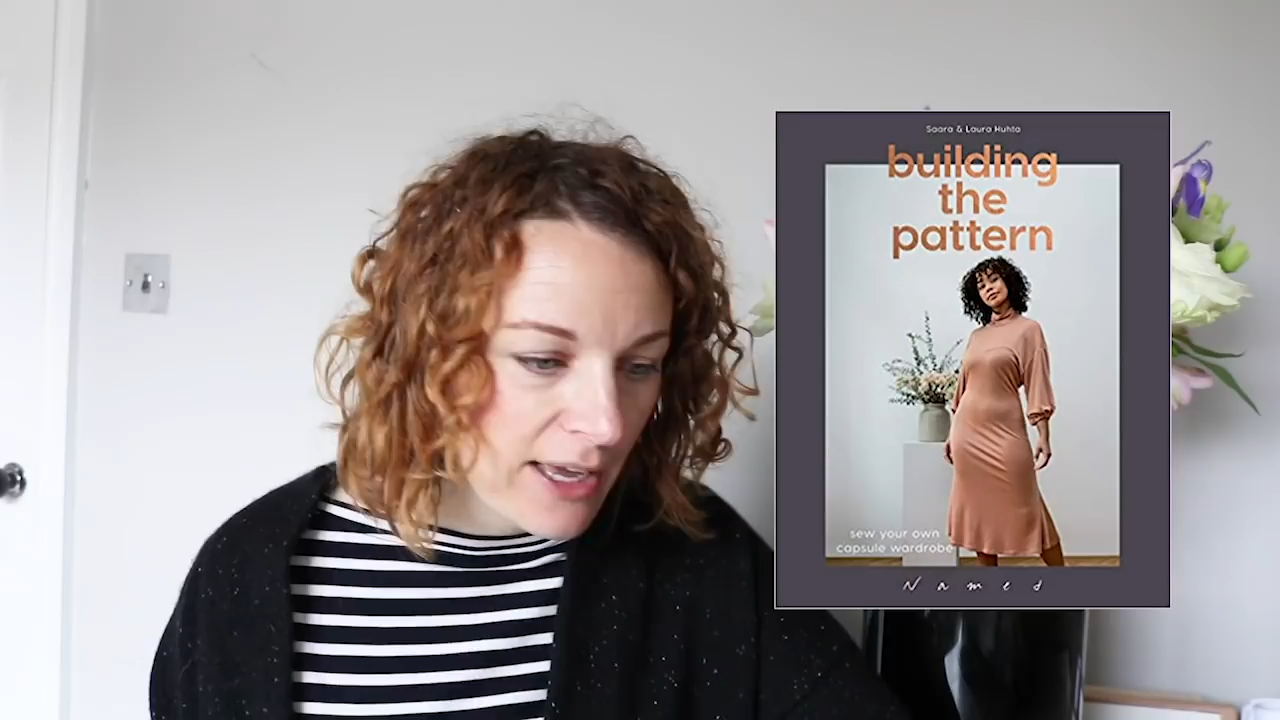 Saara & Laura Huhta
building
the
pattern
sew your own
capsule wardrobe
Named